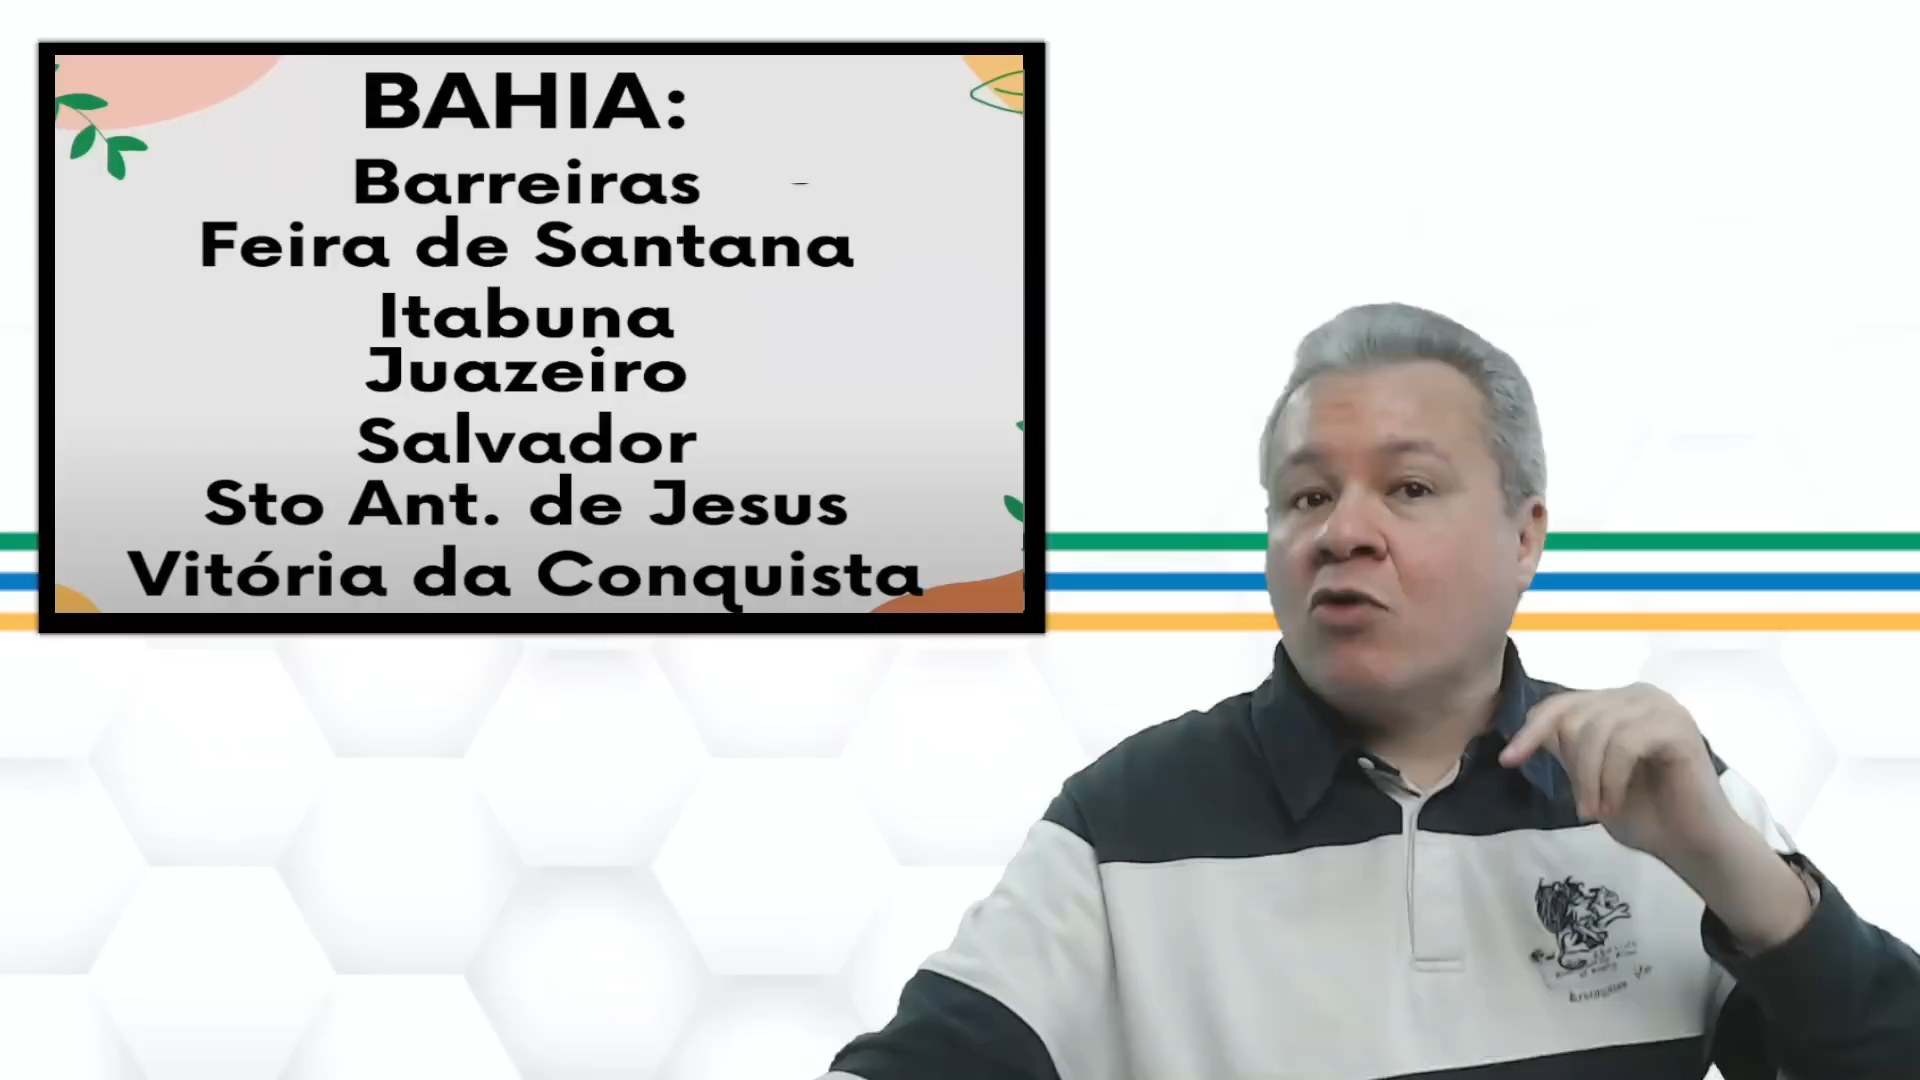 BAHIA:
Barreiras
Feira de Santana
Itabuna
Juazeiro
Salvador
Sto Ant. de Jesus
Vitória da Conquista